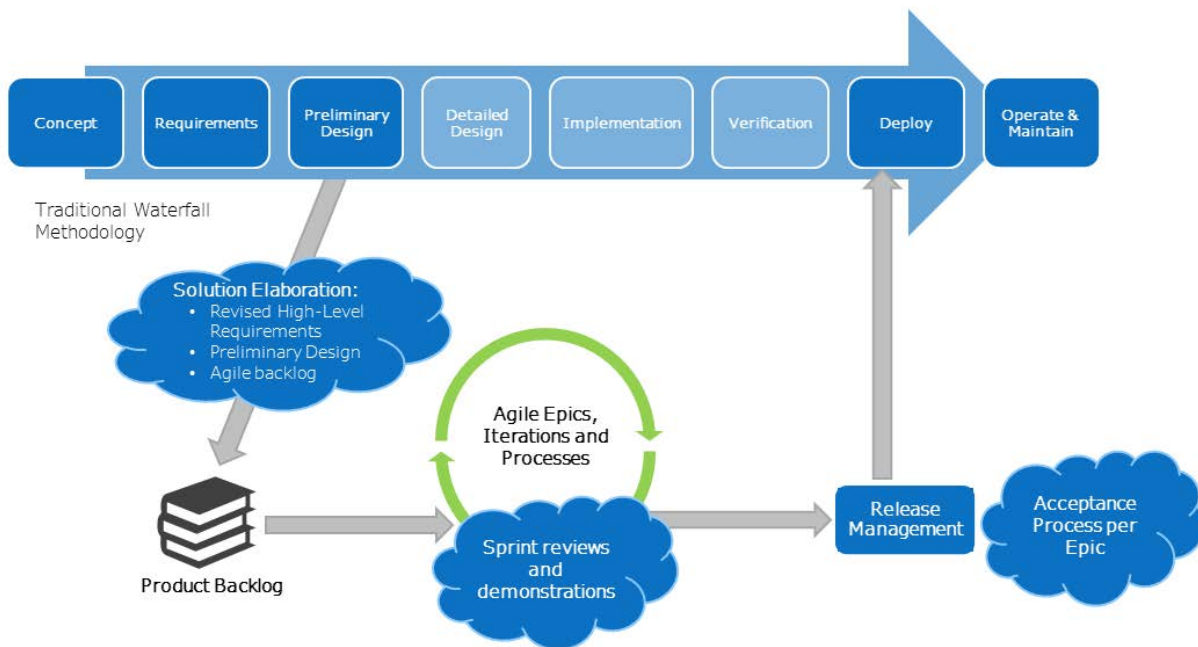 Concept
Requirements
Preliminary
Design
Detailed
Design
Implementation
Verification
Deploy
Operate &
Maintain
Traditional Waterfall
Methodology
Solution Elaboration:
• Revised High-Level
Requirements
• Preliminary Design
• Agile backlog
Agile Epics,
Iterations and
Processes
Product Backlog
Sprint reviews
and
demonstrations
Release
Management
Acceptance
Process per
Epic